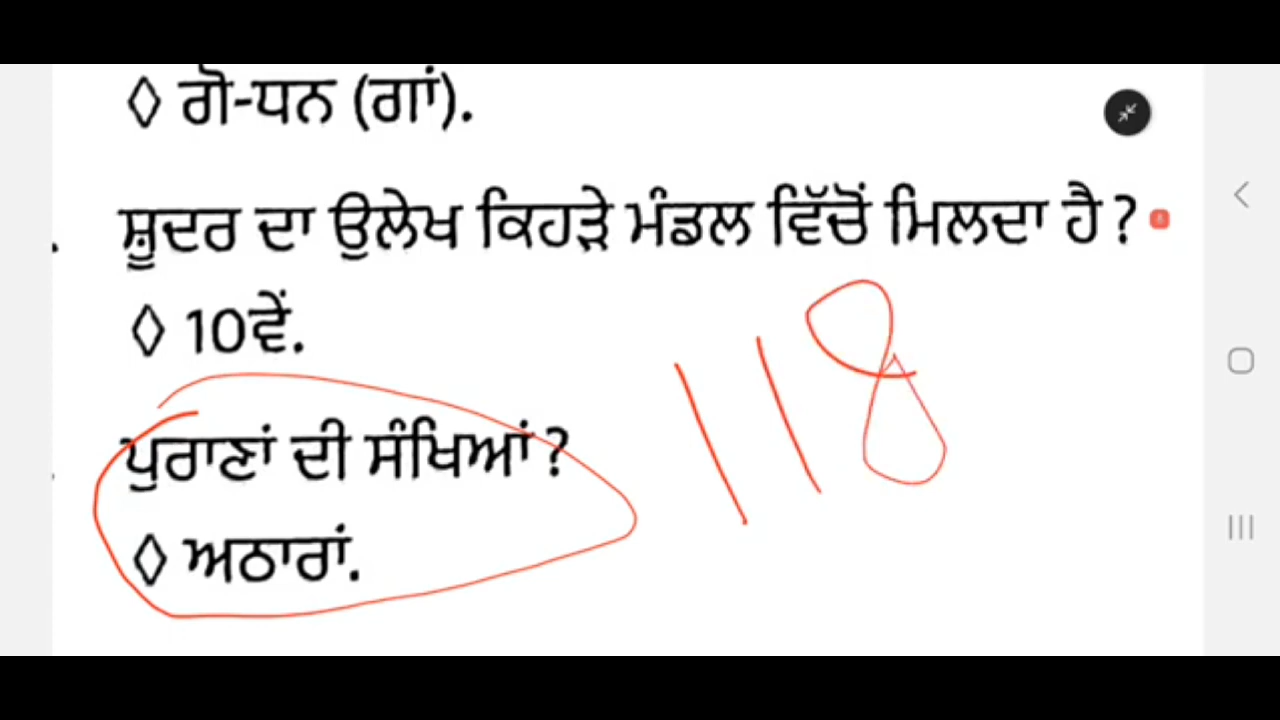 ◊ ਗੋ-ਧਨ (ਗਾਂ).
ਸ਼ੂਦਰ ਦਾ ਉਲੇਖ ਕਿਹੜੇ ਮੰਡਲ ਵਿੱਚੋਂ ਮਿਲਦਾ ਹੈ?
◊ 10ਵੇਂ.
118
ਪੁਰਾਣਾਂ ਦੀ ਸੰਖਿਆਂ?
◊ ਅਠਾਰਾਂ.